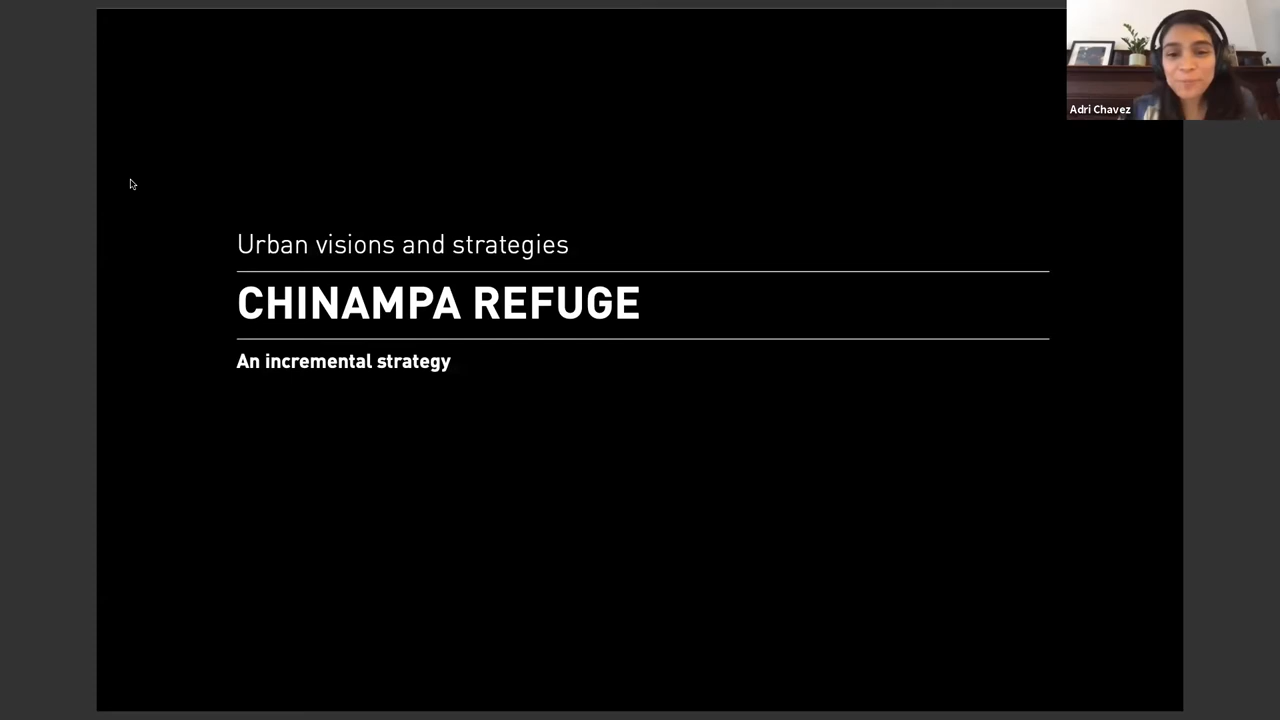 Adri Chavez
Urban visions and strategies
CHINAMPA REFUGE
An incremental strategy